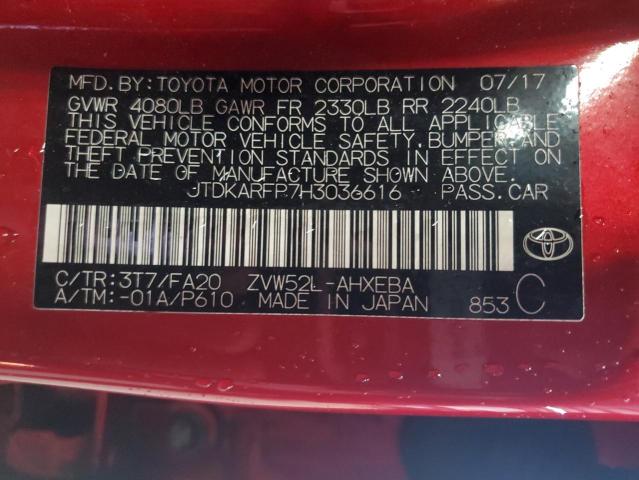 MFD.BY:TOYOTA MOTOR CORPORATION 07/17
GVWR 4080LB GAWR FR 2330LB RR 2240LB
THIS VEHICLE CONFORMS TO ALL APPLICABLE
FEDERAL MOTOR VEHICLE SAFETY, BUMPER, AND
THEFT PREVENTION STANDARDS IN EFFECT ON
THE DATE OF MANUFACTURE SHOWN ABOVE.
JTDKARFP7H3036616 PASS.CAR
C/TR:3T7/FA20 ZVW52L-AHXEBA
A/TM:-01A/P610 MADE IN JAPAN 853 C